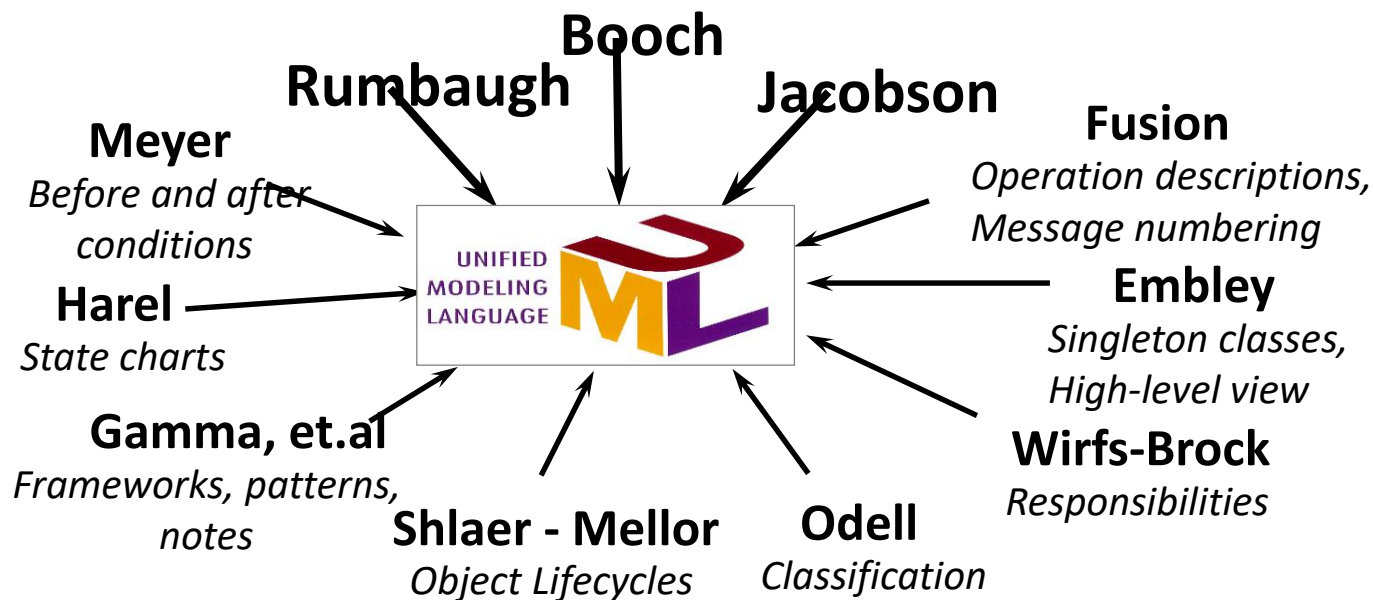 Booch
Rumbaugh
Jacobson
Meyer
Before and after
conditions
Fusion
Operation descriptions,
Message numbering
UNIFIED
MODELING
LANGUAGE
UML
Harel
State charts
Embley
Singleton classes,
High-level view
Gamma, et.al
Frameworks, patterns,
notes
Wirfs-Brock
Responsibilities
Shlaer - Mellor
Object Lifecycles
Odell
Classification